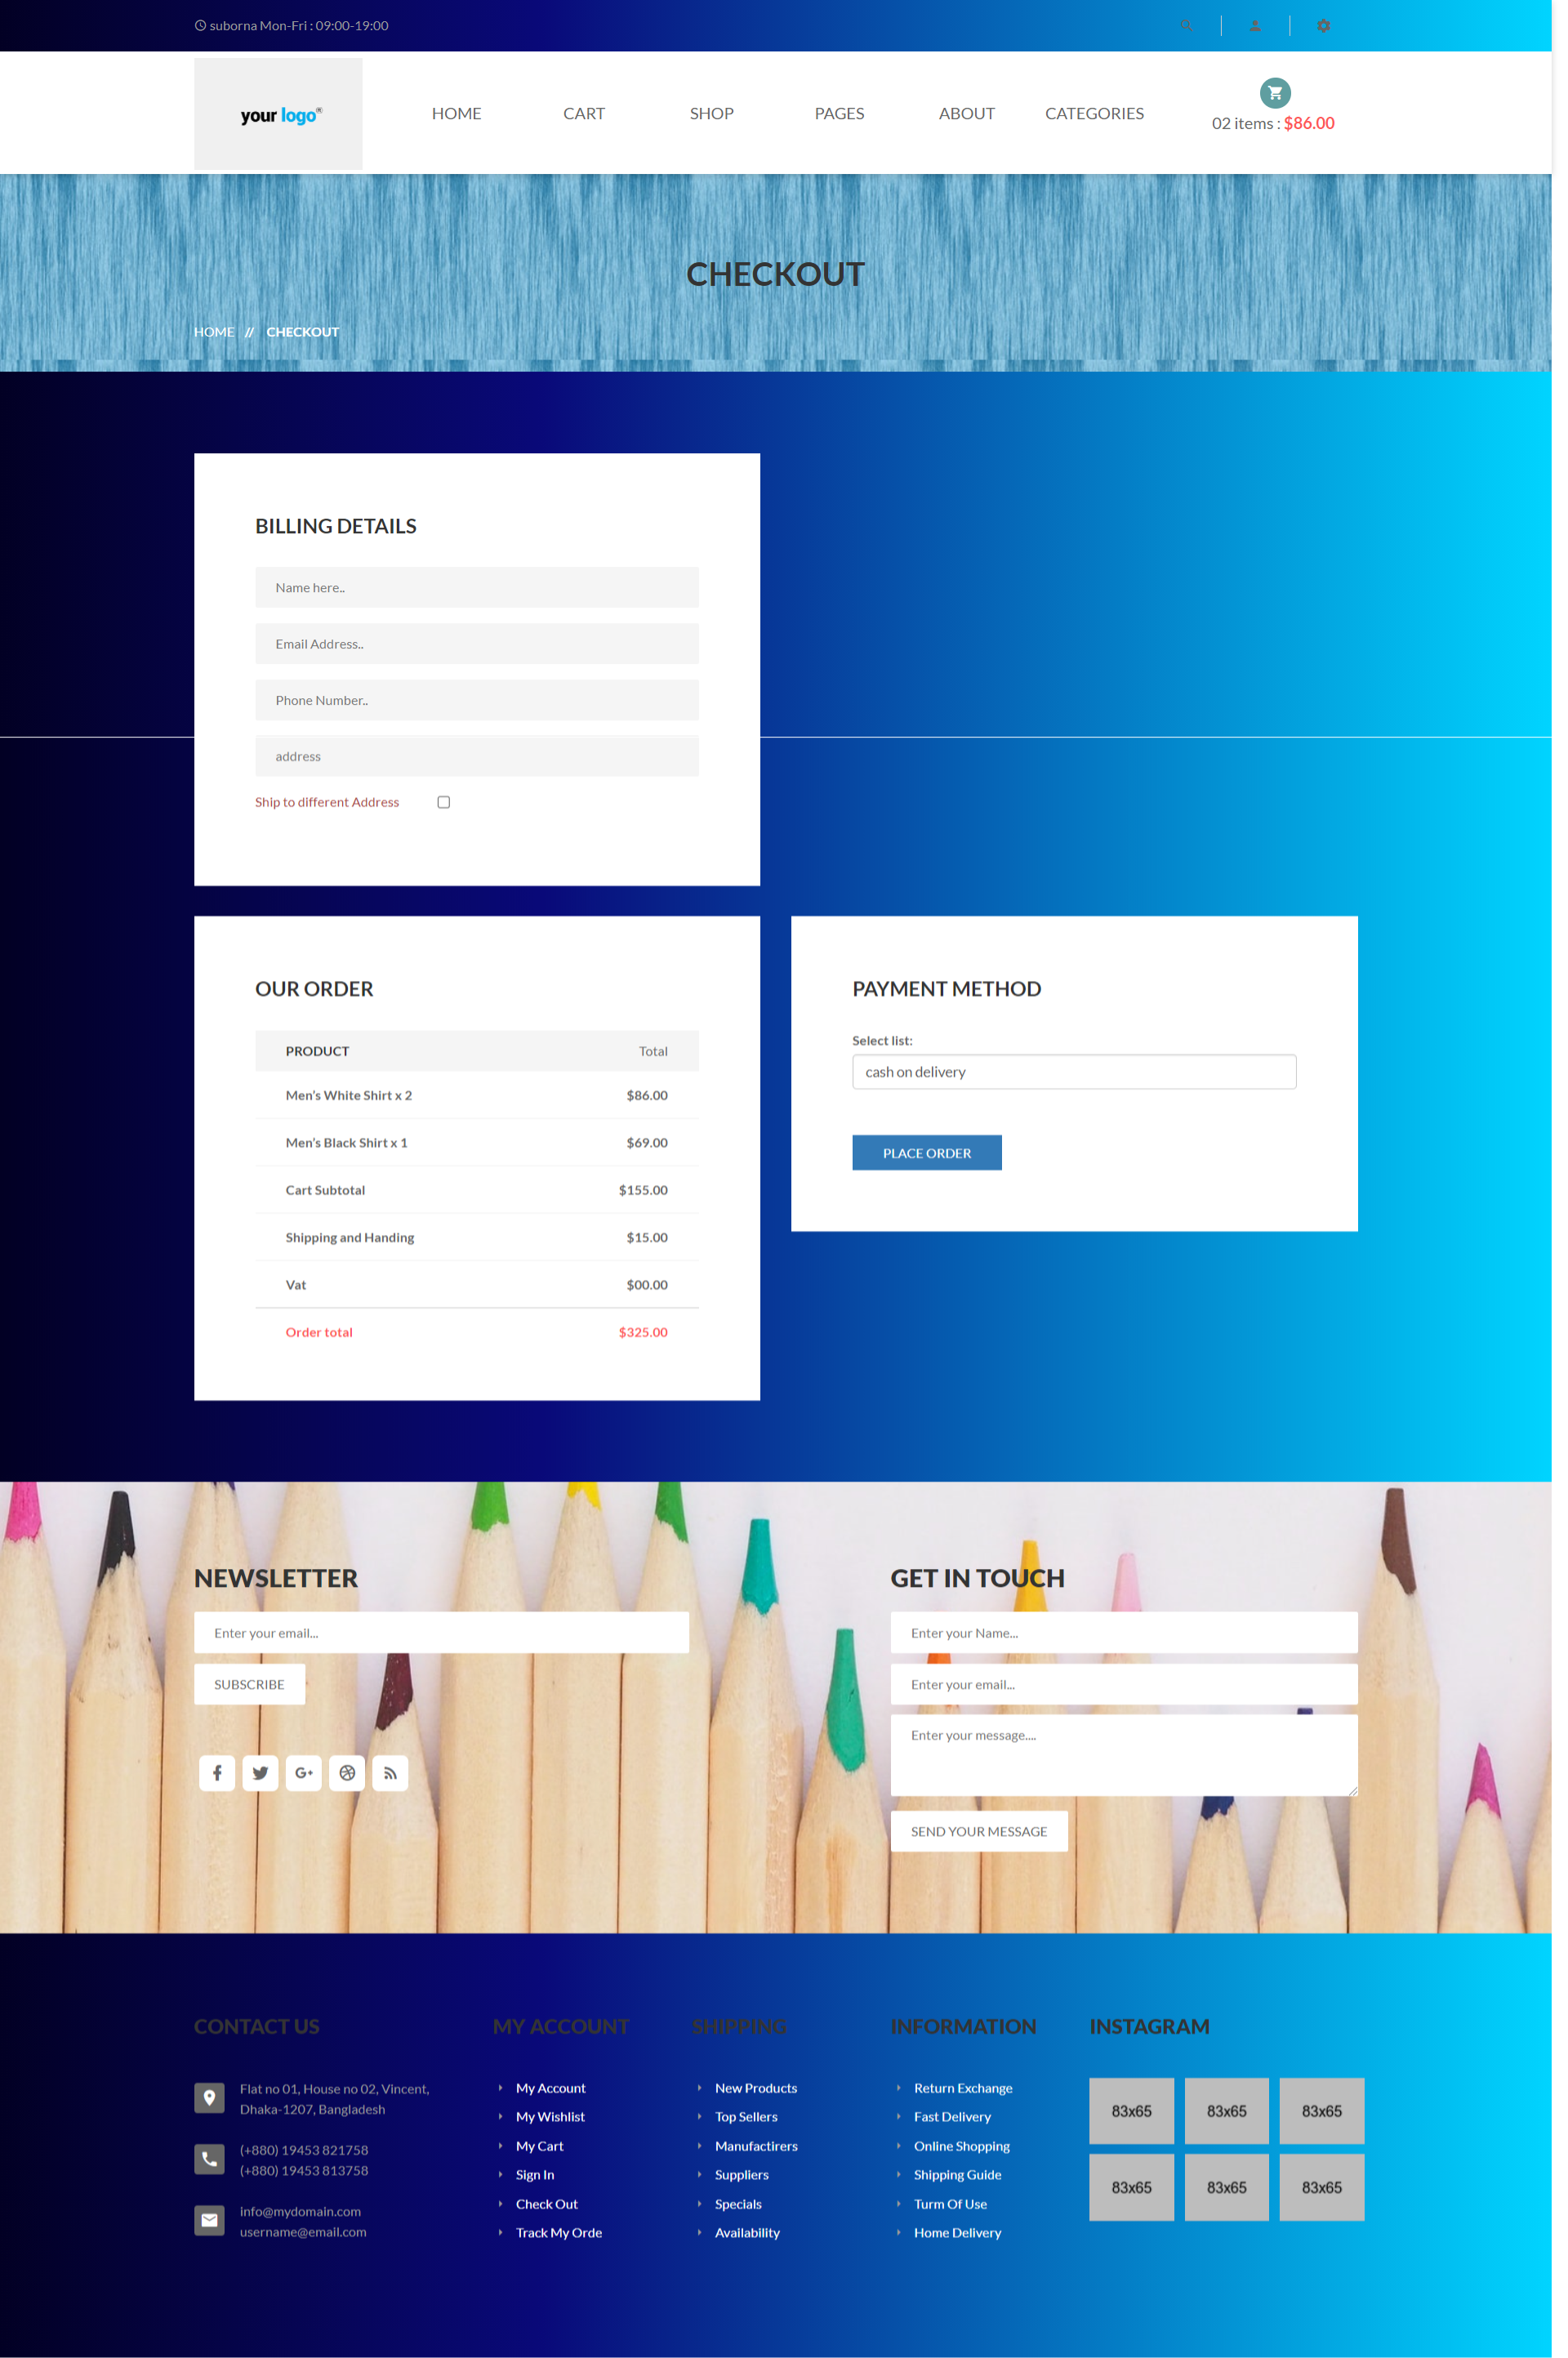 suborna Mon-Fri : 09:00-19:00
your logo®
HOME
CART
SHOP
PAGES
ABOUT
CATEGORIES
02 items : $86.00
CHECKOUT
HOME // CHECKOUT
BILLING DETAILS
Name here..
Email Address..
Phone Number..
address
Ship to different Address
OUR ORDER
PRODUCT Total
Men's White Shirt x 2 $86.00
Men's Black Shirt x 1 $69.00
Cart Subtotal $155.00
Shipping and Handing $15.00
Vat $00.00
Order total $325.00
PAYMENT METHOD
Select list:
cash on delivery
PLACE ORDER
NEWSLETTER
Enter your email...
SUBSCRIBE
GET IN TOUCH
Enter your Name...
Enter your email...
Enter your message....
SEND YOUR MESSAGE
CONTACT US
Flat no 01, House no 02, Vincent,
Dhaka-1207, Bangladesh
(+880) 19453 821758
(+880) 19453 813758
info@mydomain.com
username@email.com
MY ACCOUNT
My Account
My Wishlist
My Cart
Sign In
Check Out
Track My Orde
SHIPPING
New Products
Top Sellers
Manufactirers
Suppliers
Specials
Availability
INFORMATION
Return Exchange
Fast Delivery
Online Shopping
Shipping Guide
Turm Of Use
Home Delivery
INSTAGRAM
83x65 83x65 83x65
83x65 83x65 83x65